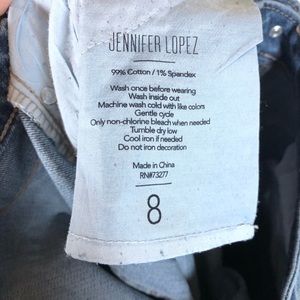 JENNIFER LOPEZ
99% Cotton / 1% Spandex
Wash once before wearing
Wash inside out
Machine wash cold with like colors
Gentle cycle
Only non-chlorine bleach when needed
Tumble dry low
Cool iron if needed
Do not iron decoration
Made in China
RN#73277
8